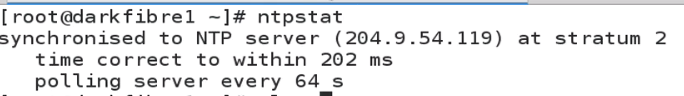 [root@darkfibre1 ~]# ntpstat
synchronised to NTP server (204.9.54.119) at stratum 2
   time correct to within 202 ms
   polling server every 64 s